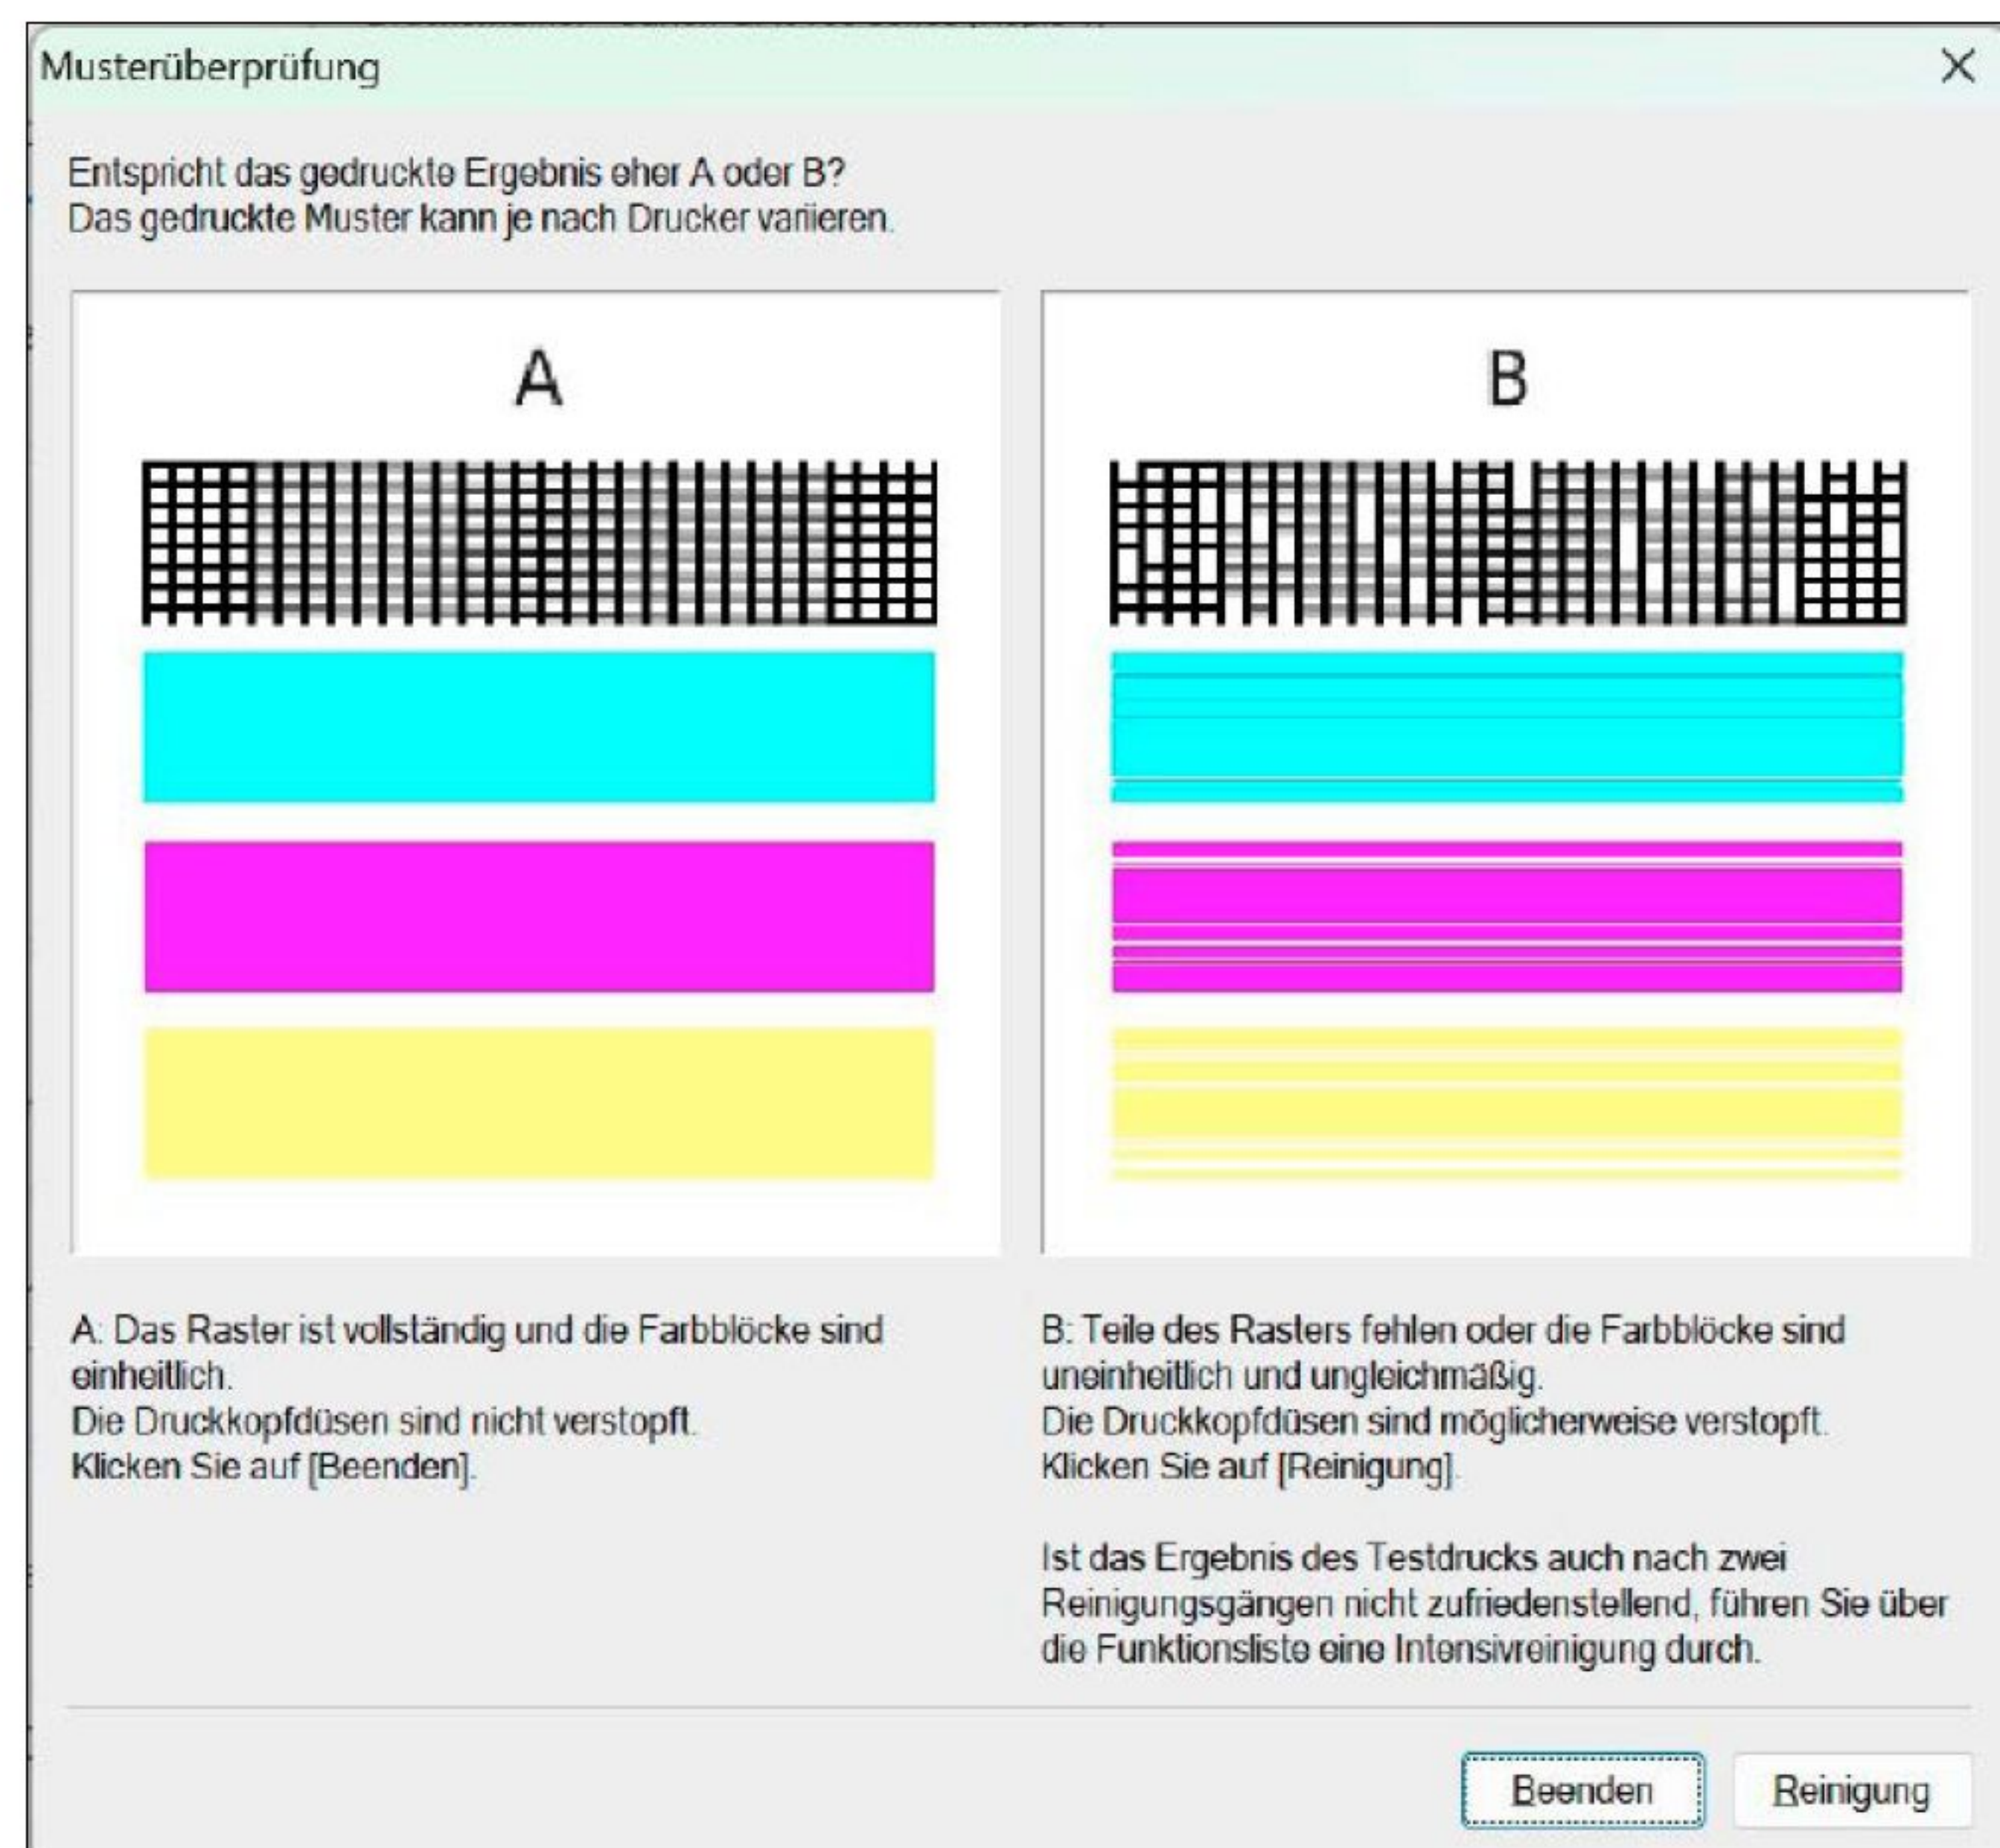 Musterüberprüfung
Entspricht das gedruckte Ergebnis eher A oder B?
Das gedruckte Muster kann je nach Drucker variieren.
A
B
A: Das Raster ist vollständig und die Farbblöcke sind
einheitlich.
Die Druckkopfdüsen sind nicht verstopft.
Klicken Sie auf [Beenden].
B: Teile des Rasters fehlen oder die Farbblöcke sind
uneinheitlich und ungleichmäßig.
Die Druckkopfdüsen sind möglicherweise verstopft.
Klicken Sie auf [Reinigung].
Ist das Ergebnis des Testdrucks auch nach zwei
Reinigungsgängen nicht zufriedenstellend, führen Sie über
die Funktionsliste eine Intensivreinigung durch.
Beenden
Reinigung